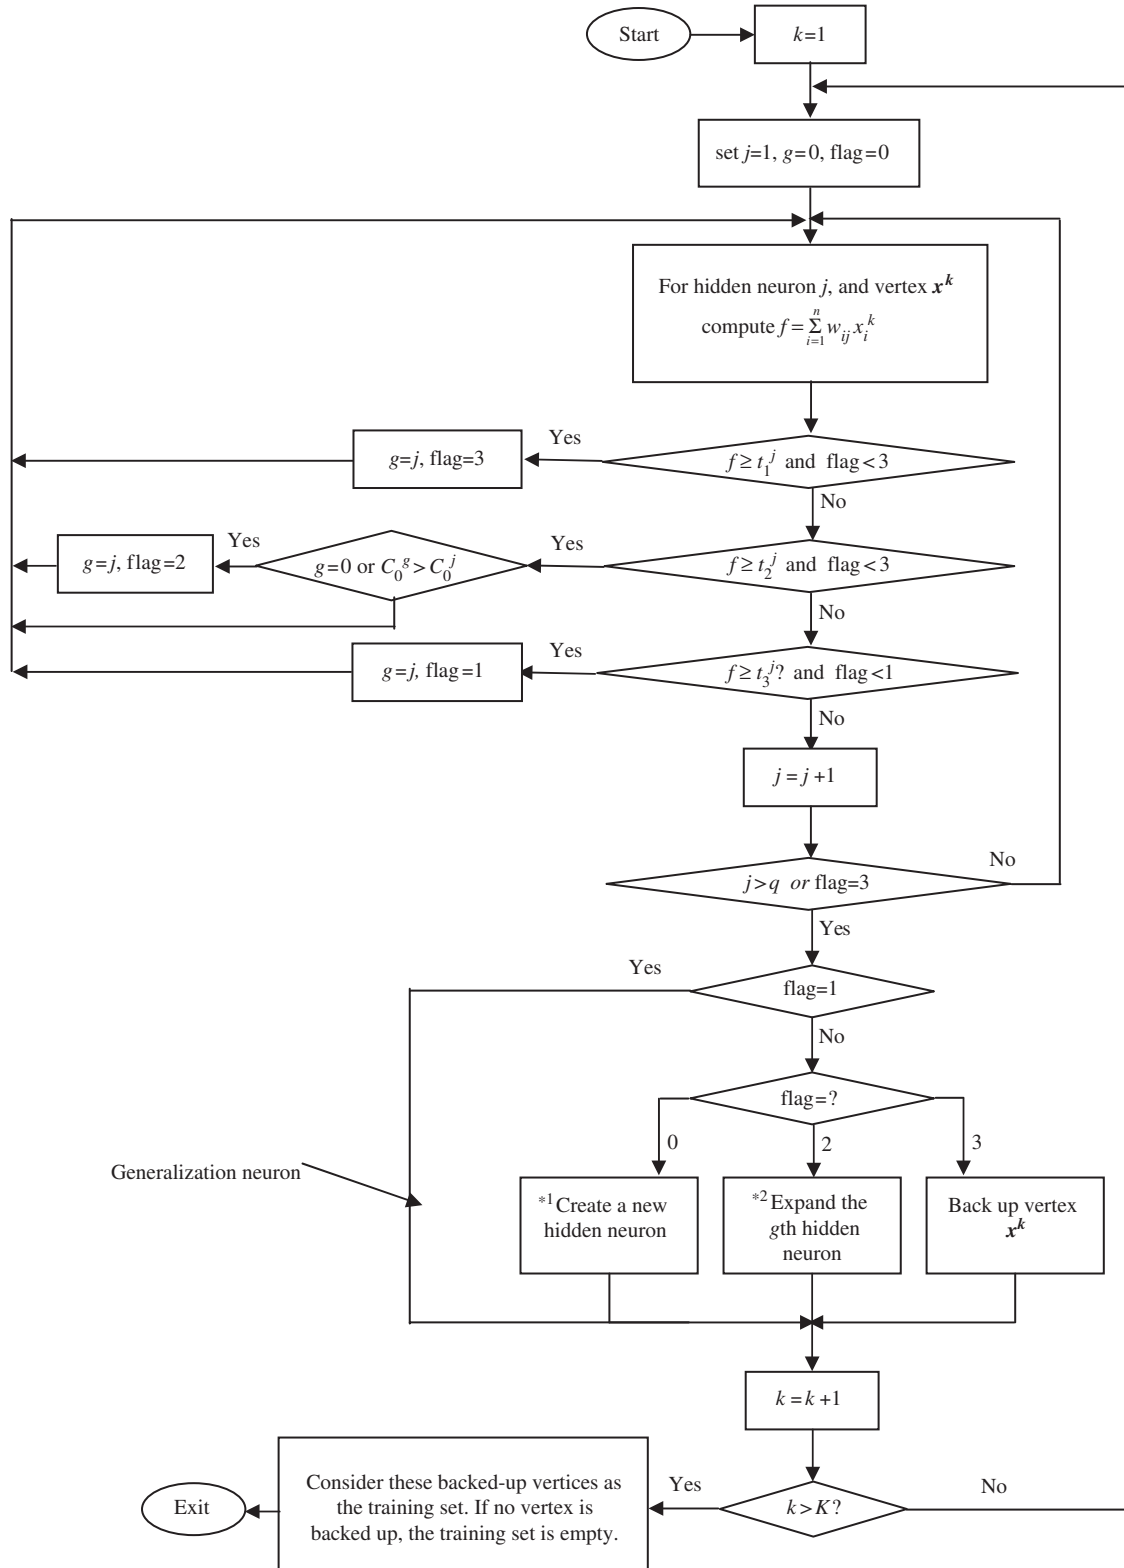 Start
k=1
set j=1, g=0, flag=0
For hidden neuron j, and vertex x^k
compute f = Σ_{i=1}^{n} w_{ij} x_i^k
Yes
g=j, flag=3
f ≥ t_1^j and flag<3
No
Yes
g=j, flag=2
Yes
g=0 or C_0^g > C_0^j
f ≥ t_2^j and flag<3
No
Yes
g=j, flag=1
f ≥ t_3^j? and flag<1
No
j = j +1
No
j>q or flag=3
Yes
Yes
flag=1
No
flag=?
0
2
3
Generalization neuron
*1 Create a new
hidden neuron
*2 Expand the
gth hidden
neuron
Back up vertex
x^k
k = k +1
Exit
Consider these backed-up vertices as
the training set. If no vertex is
backed up, the training set is empty.
Yes
k > K?
No